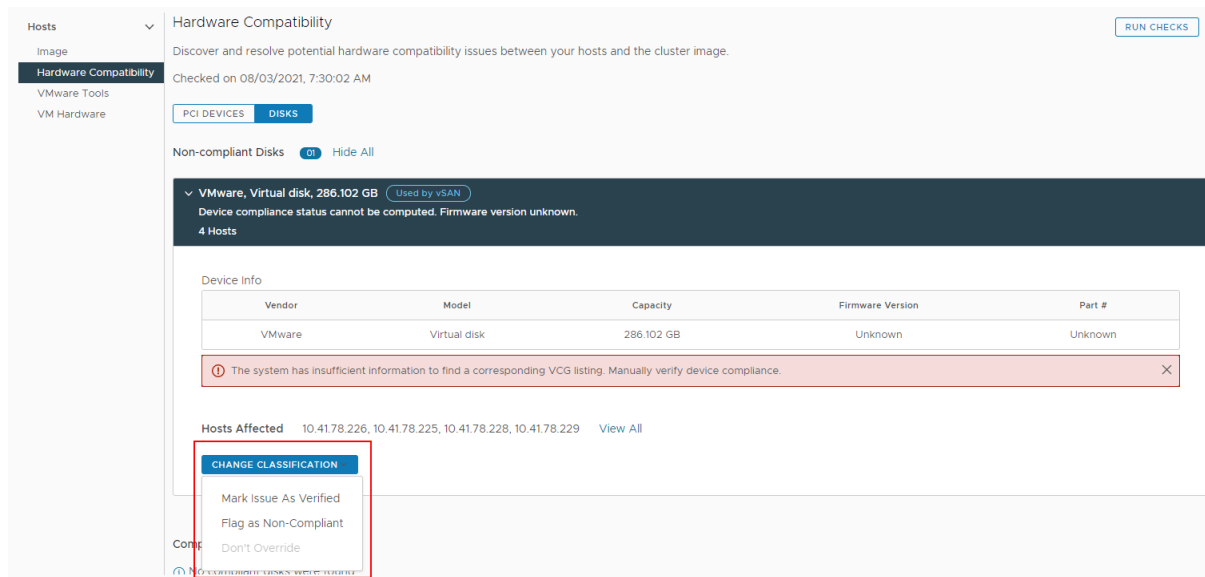 Hosts
Image
Hardware Compatibility
VMware Tools
VM Hardware
Hardware Compatibility
RUN CHECKS
Discover and resolve potential hardware compatibility issues between your hosts and the cluster image.
Checked on 08/03/2021, 7:30:02 AM
PCI DEVICES DISKS
Non-compliant Disks 01 Hide All
VMware, Virtual disk, 286.102 GB Used by vSAN
Device compliance status cannot be computed. Firmware version unknown.
4 Hosts
Device Info
Vendor Model Capacity Firmware Version Part #
VMware Virtual disk 286.102 GB Unknown Unknown
The system has insufficient information to find a corresponding VCG listing. Manually verify device compliance.
Hosts Affected 10.41.78.226, 10.41.78.225, 10.41.78.228, 10.41.78.229 View All
CHANGE CLASSIFICATION
Mark Issue As Verified
Flag as Non-Compliant
Don't Override
Comp
No compliant disks were found